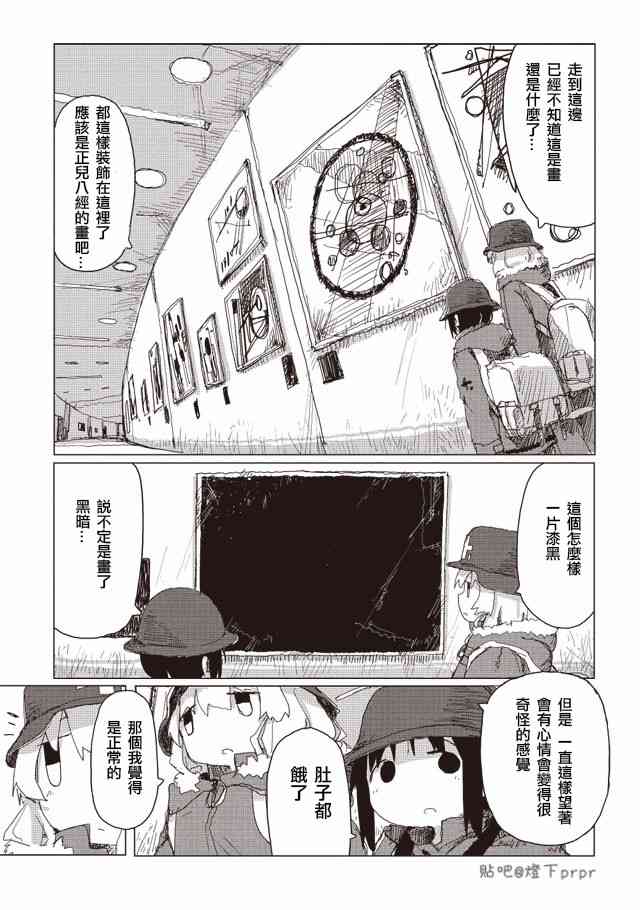 走到這邊
已經不知道這是畫
還是什麼了…
都這樣裝飾在這裡了
應該是正兒八經的畫吧…
這個怎麼樣
一片漆黑
說不定是畫了
黑暗…
但是 一直這樣望著
會有心情會變得很
奇怪的感覺
肚子都
餓了
那個我覺得
是正常的
貼吧@燈下prpr